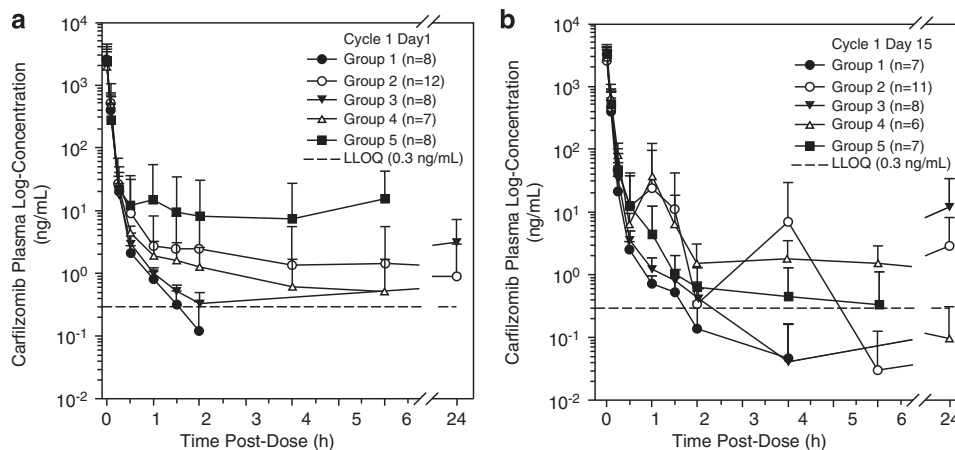 a
Cycle 1 Day1
Group 1 (n=8)
Group 2 (n=12)
Group 3 (n=8)
Group 4 (n=7)
Group 5 (n=8)
LLOQ (0.3 ng/mL)
Carfilzomib Plasma Log-Concentration
(ng/mL)
10⁴
10³
10²
10¹
10⁰
10⁻¹
10⁻²
0 1 2 3 4 5 6 24
Time Post-Dose (h)
b
Cycle 1 Day 15
Group 1 (n=7)
Group 2 (n=11)
Group 3 (n=8)
Group 4 (n=6)
Group 5 (n=7)
LLOQ (0.3 ng/mL)
Carfilzomib Plasma Log-Concentration
(ng/mL)
10⁴
10³
10²
10¹
10⁰
10⁻¹
10⁻²
0 1 2 3 4 5 6 24
Time Post-Dose (h)